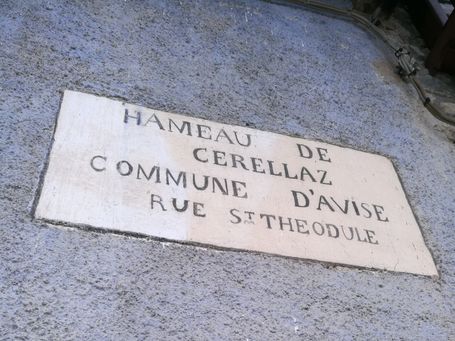 HAMEAU DE
CERELLAZ
COMMUNE D'AVISE
RUE ST THEODULE